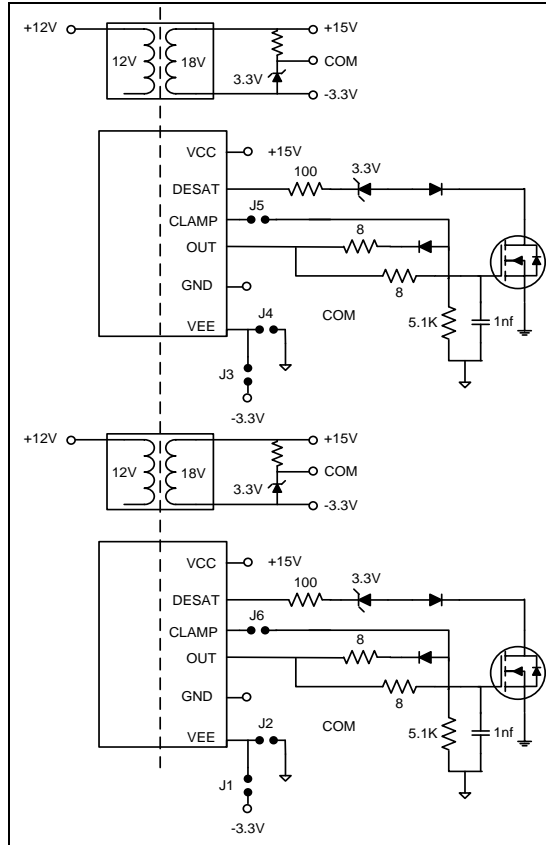 +12V
12V
18V
+15V
COM
3.3V
-3.3V
VCC
+15V
DESAT
100
3.3V
CLAMP
J5
OUT
8
8
GND
COM
VEE
J4
5.1K
1nf
J3
-3.3V
+12V
12V
18V
+15V
COM
3.3V
-3.3V
VCC
+15V
DESAT
100
3.3V
CLAMP
J6
OUT
8
8
GND
COM
VEE
J2
5.1K
1nf
J1
-3.3V